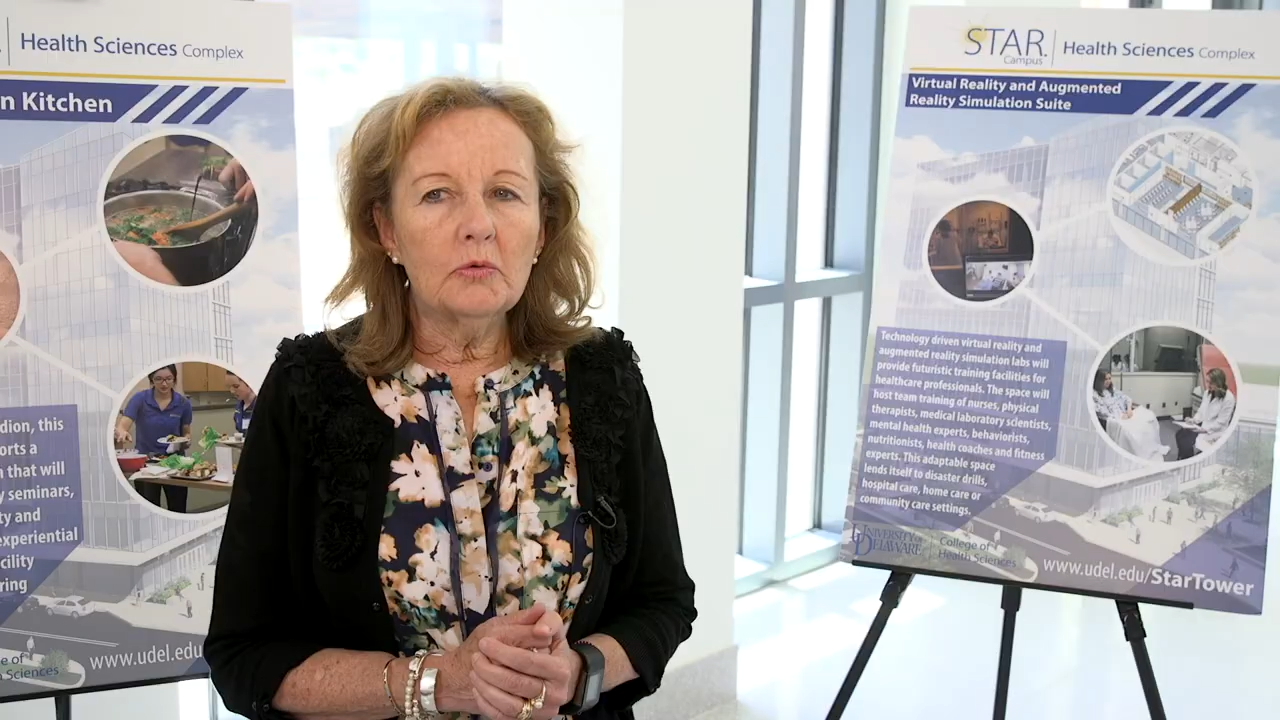 Health Sciences Complex
n Kitchen
dion, this
orts a
n that will
y seminars,
ty and
experiential
cility
ring
e of
h Sciences
www.udel.edu
STAR.
Campus
Health Sciences Complex
Virtual Reality and Augmented
Reality Simulation Suite
Technology driven virtual reality and
augmented reality simulation labs will
provide futuristic training facilities for
healthcare professionals. The space will
host team training of nurses, physical
therapists, medical laboratory scientists,
mental health experts, behaviorists,
nutritionists, health coaches and fitness
experts. This adaptable space
lends itself to disaster drills,
hospital care, home care or
community care settings.
University of
Delaware
College of
Health Sciences
www.udel.edu/StarTower